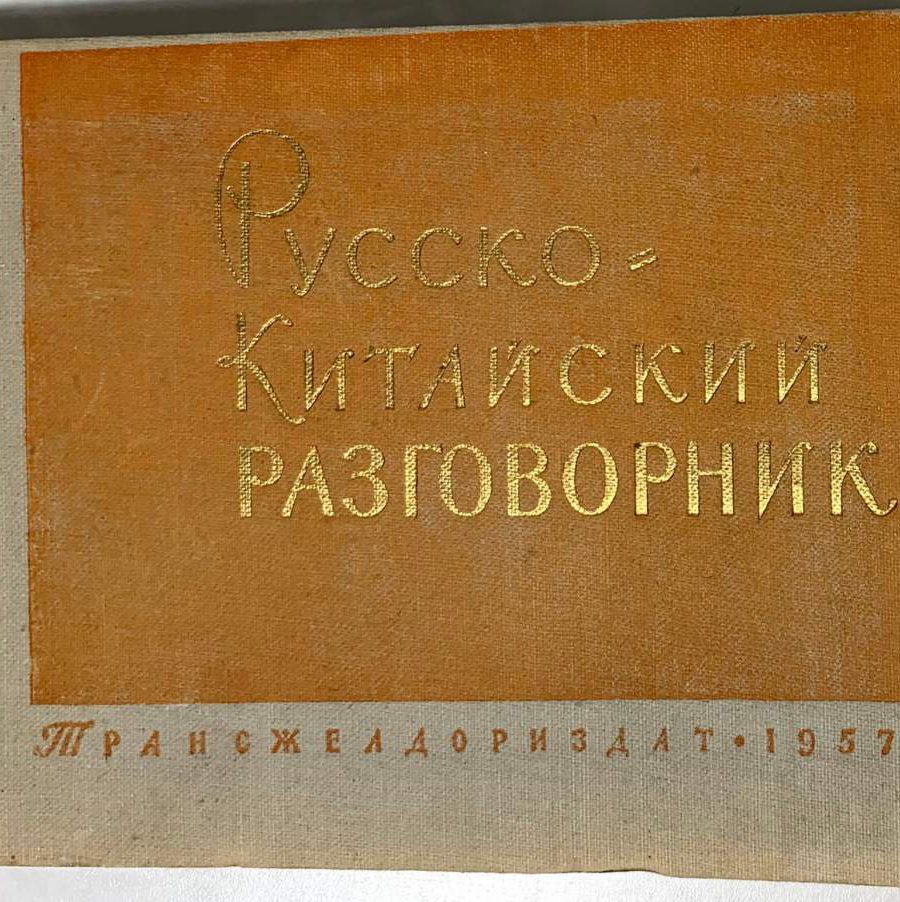 Русско-
Китайский
разговорник
Трансжелдориздат • 1957